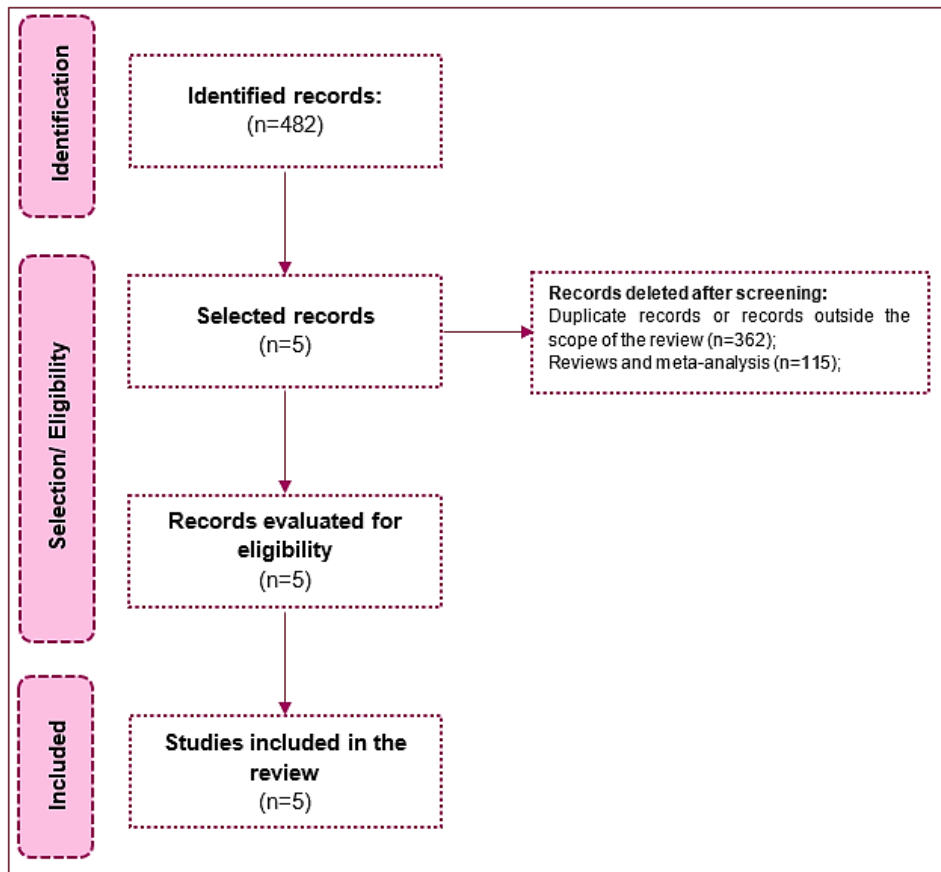 Identification
Identified records:
(n=482)
Selection/ Eligibility
Selected records
(n=5)
Records deleted after screening:
Duplicate records or records outside the
scope of the review (n=362);
Reviews and meta-analysis (n=115);
Records evaluated for
eligibility
(n=5)
Included
Studies included in the
review
(n=5)